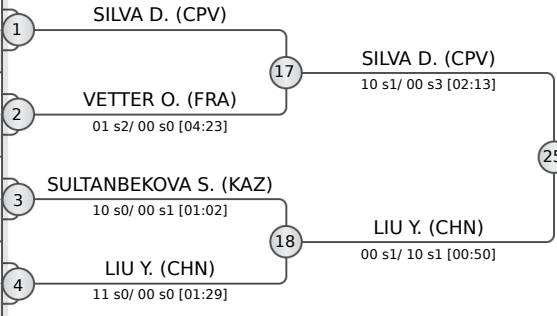 1
SILVA D. (CPV)
17
SILVA D. (CPV)
10 s1/ 00 s3 [02:13]
2
VETTER O. (FRA)
01 s2/ 00 s0 [04:23]
25
3
SULTANBEKOVA S. (KAZ)
10 s0/ 00 s1 [01:02]
18
LIU Y. (CHN)
00 s1/ 10 s1 [00:50]
4
LIU Y. (CHN)
11 s0/ 00 s0 [01:29]